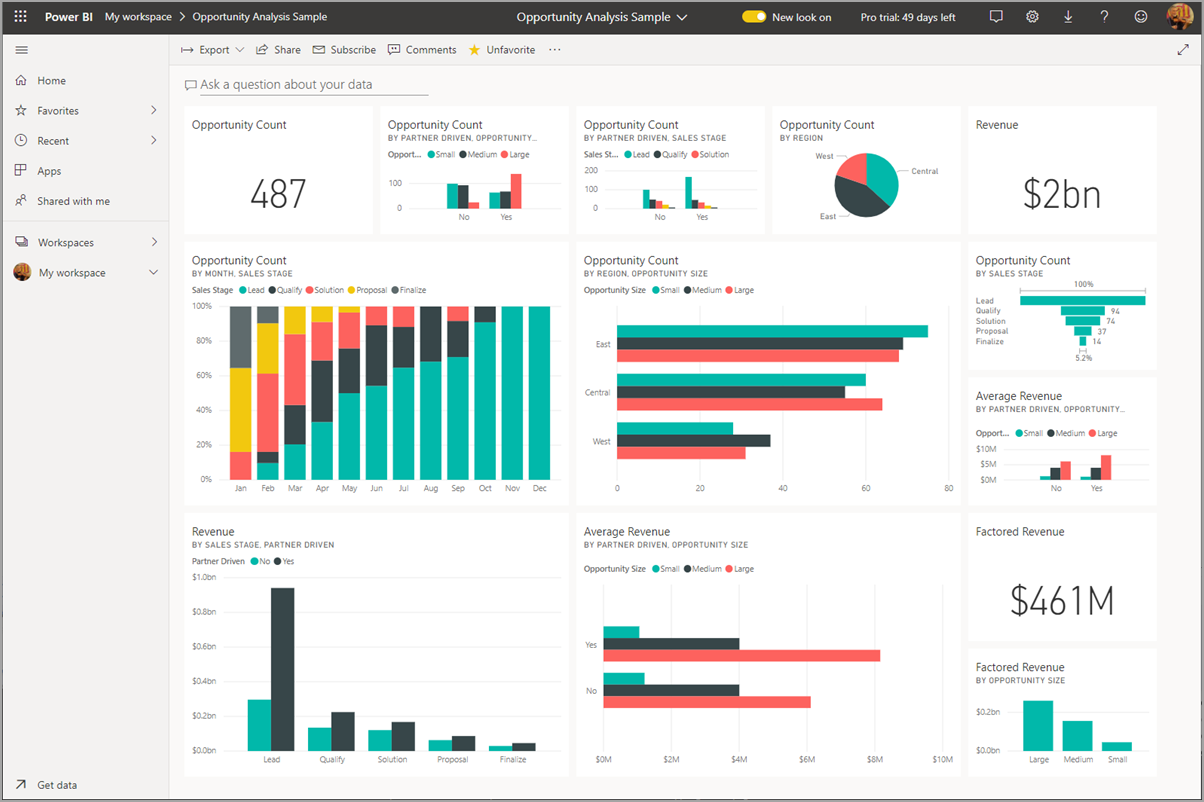 Power BI My workspace > Opportunity Analysis Sample
Opportunity Analysis Sample
New look on
Pro trial: 49 days left
Export Share Subscribe Comments Unfavorite ...
Home
Favorites
Recent
Apps
Shared with me
Workspaces
My workspace
Get data
Ask a question about your data
Opportunity Count
487
Opportunity Count
BY PARTNER DRIVEN, OPPORTUNITY...
Opport... Small Medium Large
100
0
No Yes
Opportunity Count
BY PARTNER DRIVEN, SALES STAGE
Sales St... Lead Qualify Solution
200
100
0
No Yes
Opportunity Count
BY REGION
West
Central
East
Revenue
$2bn
Opportunity Count
BY MONTH, SALES STAGE
Sales Stage Lead Qualify Solution Proposal Finalize
100%
80%
60%
40%
20%
0%
Jan Feb Mar Apr May Jun Jul Aug Sep Oct Nov Dec
Opportunity Count
BY REGION, OPPORTUNITY SIZE
Opportunity Size Small Medium Large
East
Central
West
0 20 40 60 80
Opportunity Count
BY SALES STAGE
100%
Lead
Qualify 94
Solution 74
Proposal 37
Finalize 14
5.2%
Average Revenue
BY PARTNER DRIVEN, OPPORTUNITY...
Opport... Small Medium Large
$10M
$5M
$0M
No Yes
Revenue
BY SALES STAGE, PARTNER DRIVEN
Partner Driven No Yes
$1.0bn
$0.8bn
$0.6bn
$0.4bn
$0.2bn
$0.0bn
Lead Qualify Solution Proposal Finalize
Average Revenue
BY PARTNER DRIVEN, OPPORTUNITY SIZE
Opportunity Size Small Medium Large
Yes
No
$0M $2M $4M $6M $8M $10M
Factored Revenue
$461M
Factored Revenue
BY OPPORTUNITY SIZE
$0.2bn
$0.0bn
Large Medium Small